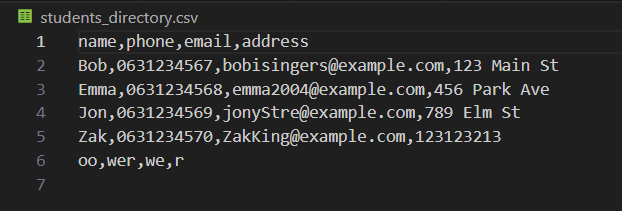 students_directory.csv
1 name,phone,email,address
2 Bob,0631234567,bobisingers@example.com,123 Main St
3 Emma,0631234568,emma2004@example.com,456 Park Ave
4 Jon,0631234569,jonyStre@example.com,789 Elm St
5 Zak,0631234570,ZakKing@example.com,123123213
6 oo,wer,we,r
7